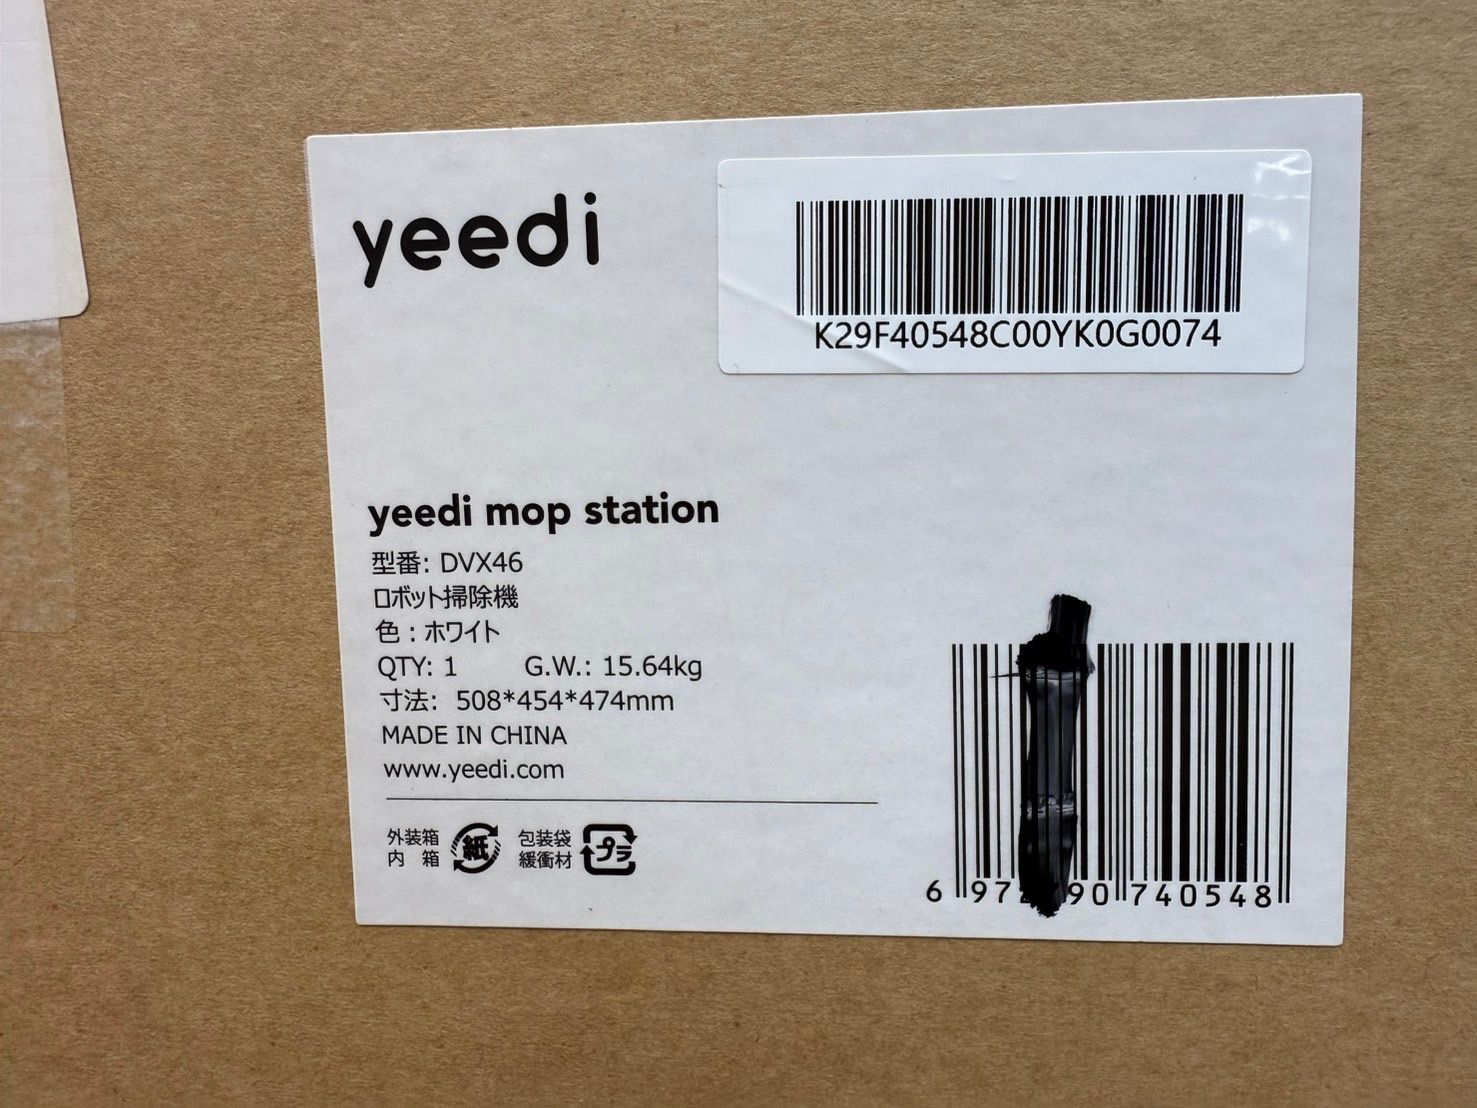 yeedi
K29F40548C00YK0G0074
yeedi mop station
型番: DVX46
ロボット掃除機
色：ホワイト
QTY: 1 G.W.: 15.64kg
寸法: 508*454*474mm
MADE IN CHINA
www.yeedi.com
外装箱
内 箱
紙
包装袋
緩衝材
プラ
6 740548